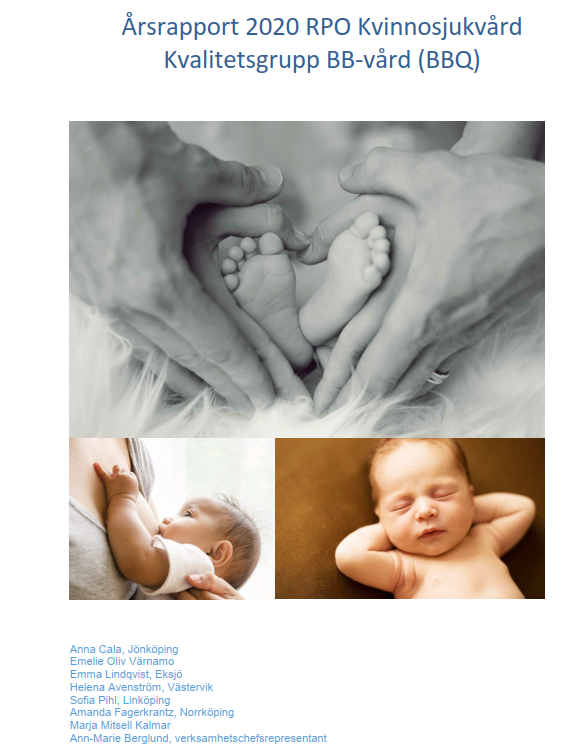 Årsrapport 2020 RPO Kvinnosjukvård
Kvalitetsgrupp BB-vård (BBQ)
Anna Cala, Jönköping
Emelie Oliv Värnamo
Emma Lindqvist, Eksjö
Helena Avenström, Västervik
Sofia Pihl, Linköping
Amanda Fagerkrantz, Norrköping
Marja Mitsell Kalmar
Ann-Marie Berglund, verksamhetschefsrepresentant